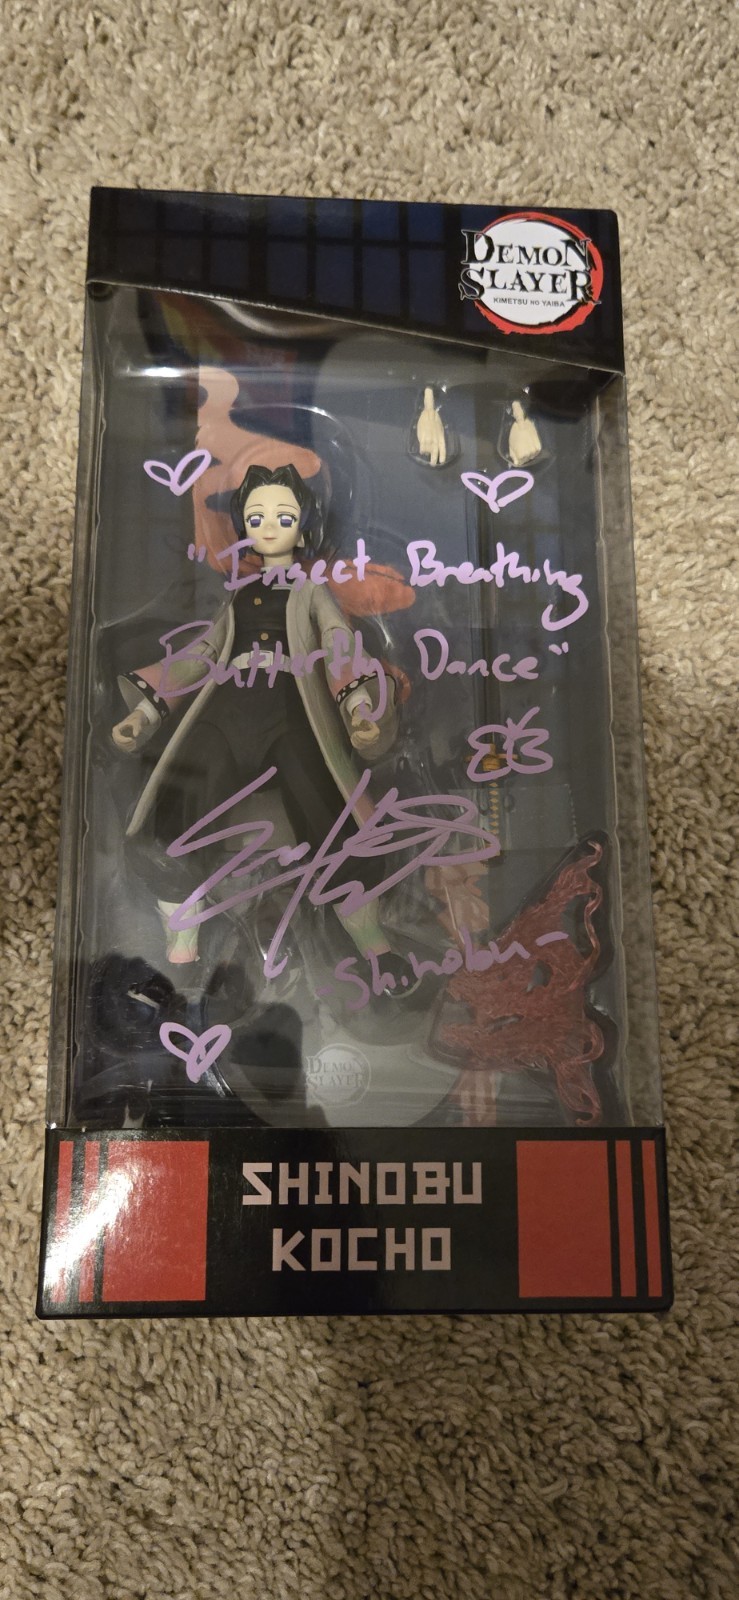 DEMON
SLAYER
KIMETSU NO YAIBA
"Insect Breathing
Butterfly Dance"
-Shinobu-
DEMON
SLAYER
SHINOBU
KOCHO